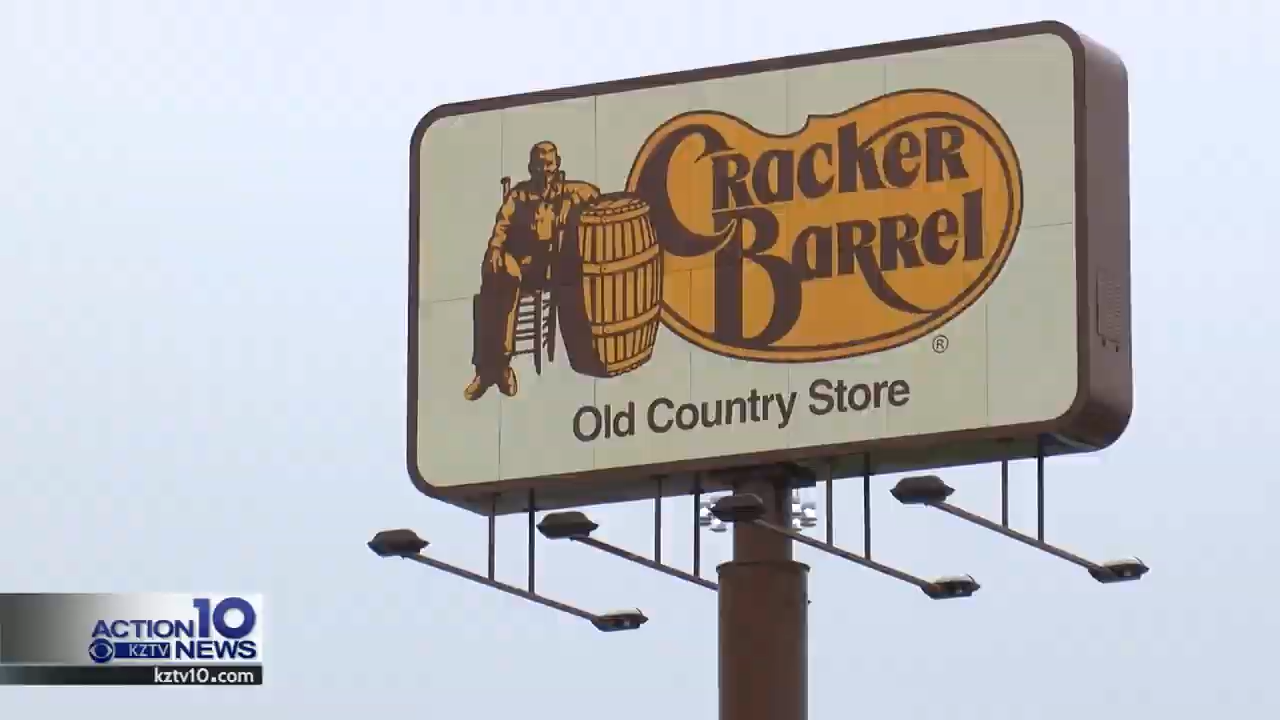 Cracker
Barrel
®
Old Country Store
ACTION 10
KZTV NEWS
kztv10.com